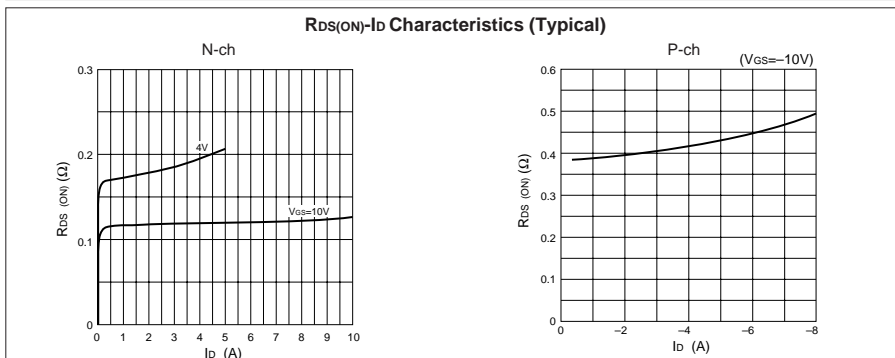 RDS(ON)-ID Characteristics (Typical)
N-ch
0.3
0.2
0.1
0
RDS (ON) (Ω)
4V
VGS=10V
0 1 2 3 4 5 6 7 8 9 10
ID (A)
P-ch
(VGS=–10V)
0.6
0.5
0.4
0.3
0.2
0.1
0
RDS (ON) (Ω)
0 –2 –4 –6 –8
ID (A)